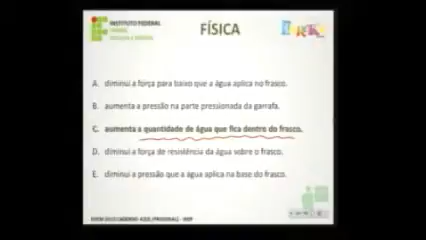 INSTITUTO FEDERAL
FÍSICA
A. diminui a força para baixo que a água aplica no frasco.
B. aumenta a pressão na parte pressionada da garrafa.
C. aumenta a quantidade de água que fica dentro do frasco.
D. diminui a força de resistência da água sobre o frasco.
E. diminui a pressão que a água aplica na base do frasco.